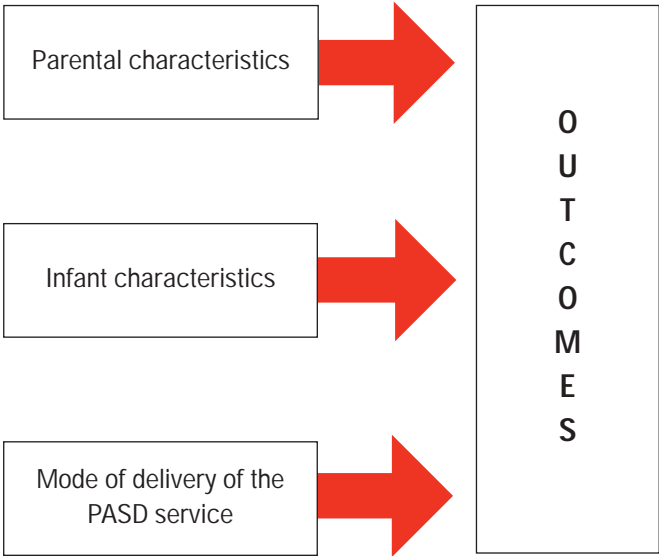 Parental characteristics
Infant characteristics
Mode of delivery of the
PASD service
O
U
T
C
O
M
E
S